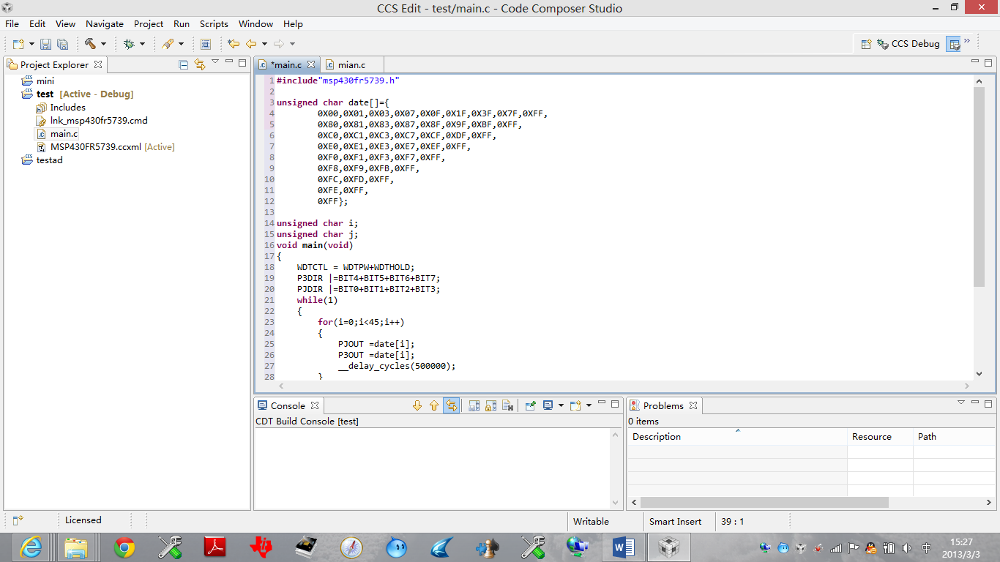 CCS Edit - test/main.c - Code Composer Studio
File Edit View Navigate Project Run Scripts Window Help
CCS Debug
Project Explorer
mini
test [Active - Debug]
Includes
lnk_msp430fr5739.cmd
main.c
MSP430FR5739.ccxml [Active]
testad
*main.c mian.c
1 #include"msp430fr5739.h"
2
3 unsigned char date[]={
4 0X00,0X01,0X03,0X07,0X0F,0X1F,0X3F,0X7F,0XFF,
5 0X80,0X81,0X83,0X87,0X8F,0X9F,0XBF,0XFF,
6 0XC0,0XC1,0XC3,0XC7,0XCF,0XDF,0XFF,
7 0XE0,0XE1,0XE3,0XE7,0XEF,0XFF,
8 0XF0,0XF1,0XF3,0XF7,0XFF,
9 0XF8,0XF9,0XFB,0XFF,
10 0XFC,0XFD,0XFF,
11 0XFE,0XFF,
12 0XFF};
13
14 unsigned char i;
15 unsigned char j;
16 void main(void)
17 {
18 WDTCTL = WDTPW+WDTHOLD;
19 P3DIR |=BIT4+BIT5+BIT6+BIT7;
20 PJDIR |=BIT0+BIT1+BIT2+BIT3;
21 while(1)
22 {
23 for(i=0;i<45;i++)
24 {
25 PJOUT =date[i];
26 P3OUT =date[i];
27 __delay_cycles(500000);
28 }
Console
CDT Build Console [test]
Problems
0 items
Description Resource Path
Licensed
Writable Smart Insert 39 : 1
中
15:27
2013/3/3